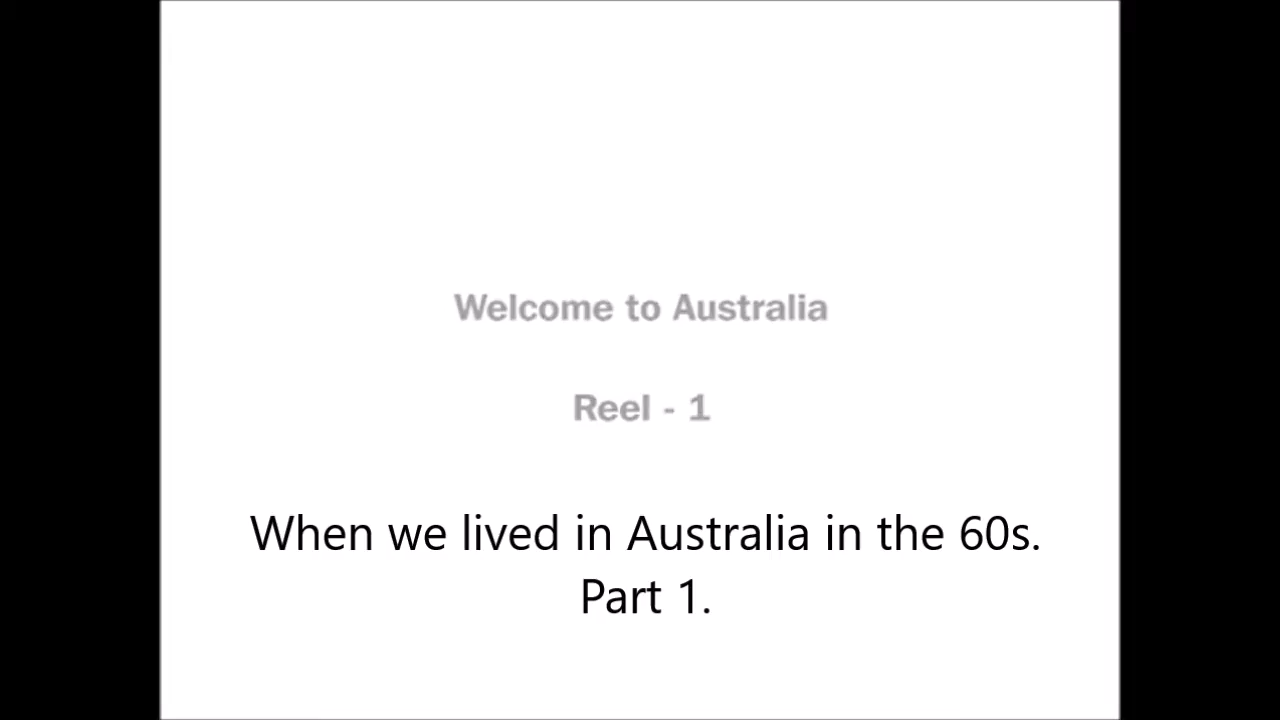 Welcome to Australia
Reel - 1
When we lived in Australia in the 60s.
Part 1.